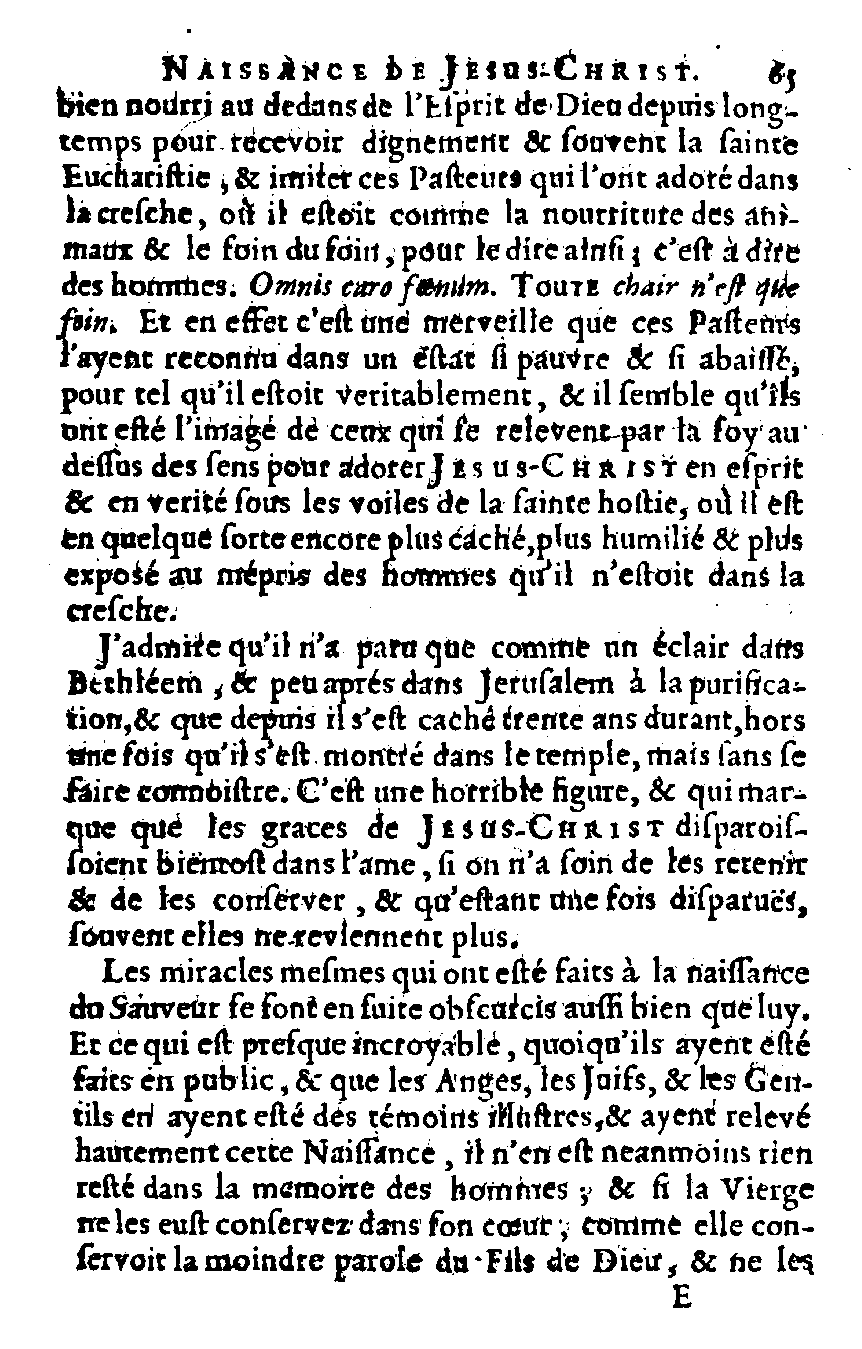 NAISSANCE DE JESUS-CHRIST. 65
bien nourri au dedans de l'Eſprit de Dieu depuis long-
temps pour recevoir dignement & ſouvent la ſainte
Euchariſtie, & imiter ces Paſteurs qui l'ont adoré dans
la creſche, où il eſtoit comme la nourriture des ani-
maux & le foin du foin, pour le dire ainſi; c'eſt à dire
des hommes. Omnis caro fœnum. TOUTE chair n'eſt que
foin. Et en effet c'eſt une merveille que ces Paſteurs
l'ayent reconnu dans un eſtat ſi pauvre & ſi abaiſſé,
pour tel qu'il eſtoit veritablement, & il ſemble qu'ils
ont eſté l'image de ceux qui ſe relevent par la foy au
deſſus des ſens pour adorer JESUS-CHRIST en eſprit
& en verité ſous les voiles de la ſainte hoſtie, où il eſt
en quelque ſorte encore plus caché, plus humilié & plus
expoſé au mépris des hommes qu'il n'eſtoit dans la
creſche.
J'admire qu'il n'a paru que comme un éclair dans
Bethléem, & peu aprés dans Jeruſalem à la purifica-
tion, & que depuis il s'eſt caché trente ans durant, hors
une fois qu'il s'eſt montré dans le temple, mais ſans ſe
faire connoiſtre. C'eſt une horrible figure, & qui mar-
que que les graces de JESUS-CHRIST diſparoiſ-
ſoient bientoſt dans l'ame, ſi on n'a ſoin de les retenir
& de les conſerver, & qu'eſtant une fois diſparuës,
ſouvent elles ne reviennent plus.
Les miracles meſmes qui ont eſté faits à la naiſſance
du Sauveur ſe ſont en ſuite obſcurcis auſſi bien que luy.
Et ce qui eſt preſque incroyable, quoiqu'ils ayent eſté
faits en public, & que les Anges, les Juifs, & les Gen-
tils en ayent eſté des témoins illuſtres, & ayent relevé
hautement cette Naiſſance, il n'en eſt neanmoins rien
reſté dans la memoire des hommes; & ſi la Vierge
ne les euſt conſervez dans ſon cœur, comme elle con-
ſervoit la moindre parole du Fils de Dieu, & ne les
E